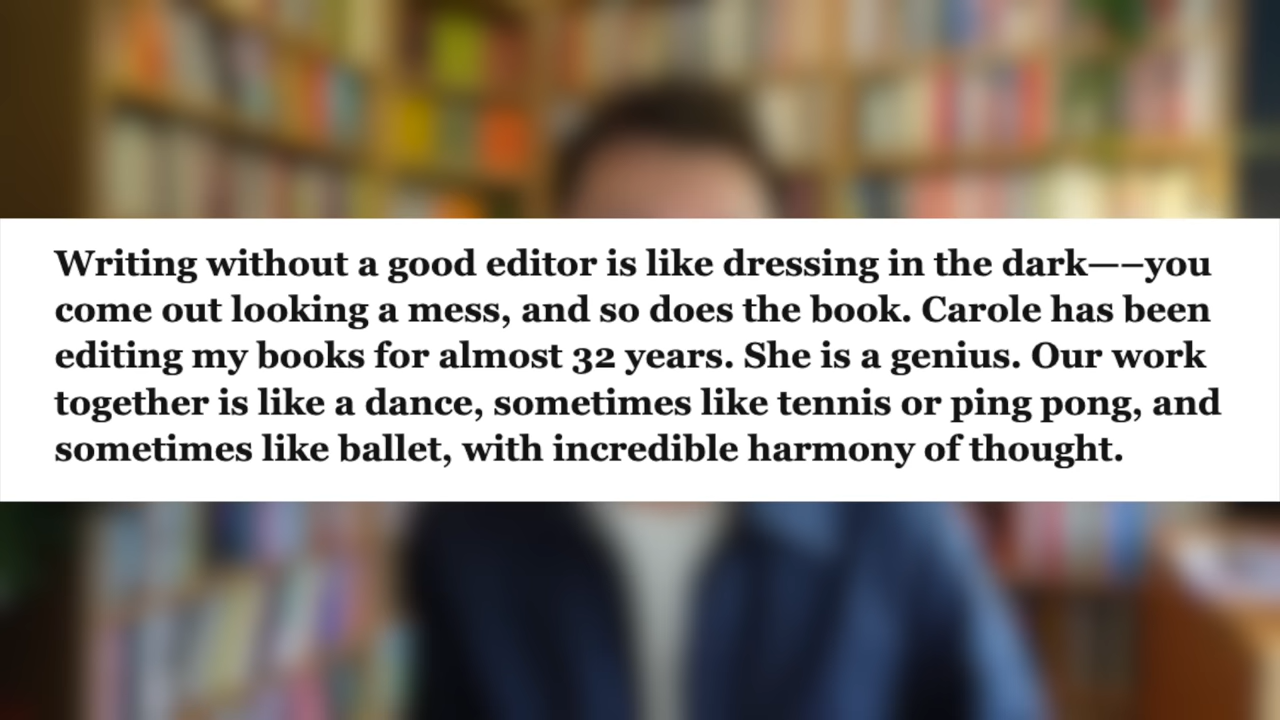 Writing without a good editor is like dressing in the dark—–you
come out looking a mess, and so does the book. Carole has been
editing my books for almost 32 years. She is a genius. Our work
together is like a dance, sometimes like tennis or ping pong, and
sometimes like ballet, with incredible harmony of thought.